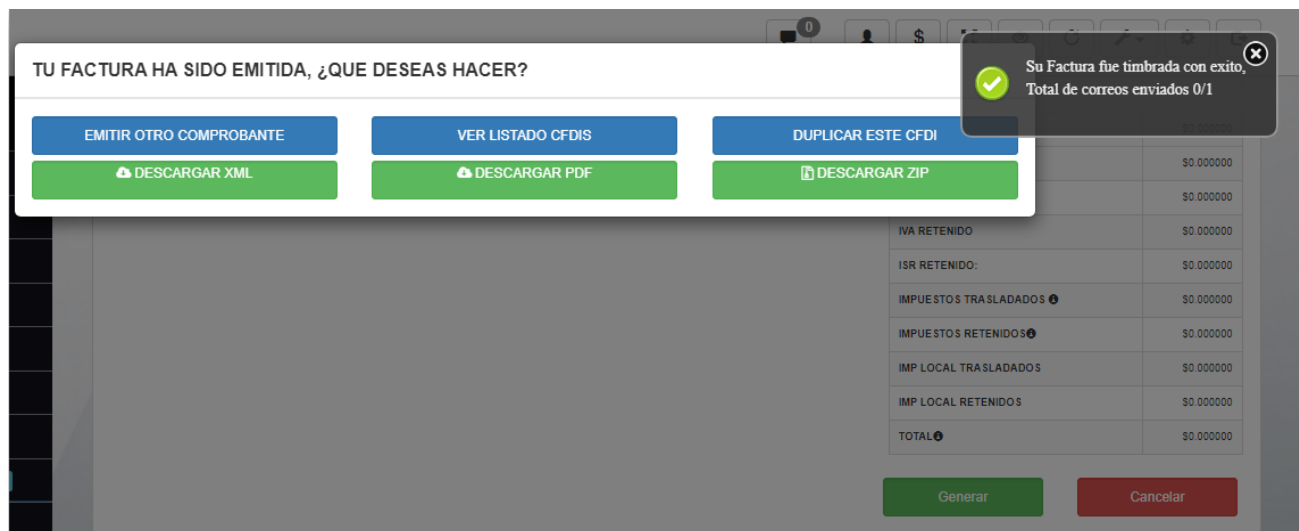 0
$
TU FACTURA HA SIDO EMITIDA, ¿QUE DESEAS HACER?
Su Factura fue timbrada con exito,
Total de correos enviados 0/1
EMITIR OTRO COMPROBANTE
VER LISTADO CFDIS
DUPLICAR ESTE CFDI
DESCARGAR XML
DESCARGAR PDF
DESCARGAR ZIP
$0.000000
$0.000000
IVA RETENIDO $0.000000
ISR RETENIDO: $0.000000
IMPUESTOS TRASLADADOS $0.000000
IMPUESTOS RETENIDOS $0.000000
IMP LOCAL TRASLADADOS $0.000000
IMP LOCAL RETENIDOS $0.000000
TOTAL $0.000000
Generar
Cancelar